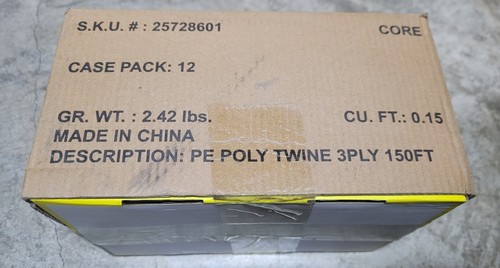 S.K.U. # : 25728601 CORE
CASE PACK: 12
GR. WT. : 2.42 lbs. CU. FT.: 0.15
MADE IN CHINA
DESCRIPTION: PE POLY TWINE 3PLY 150FT